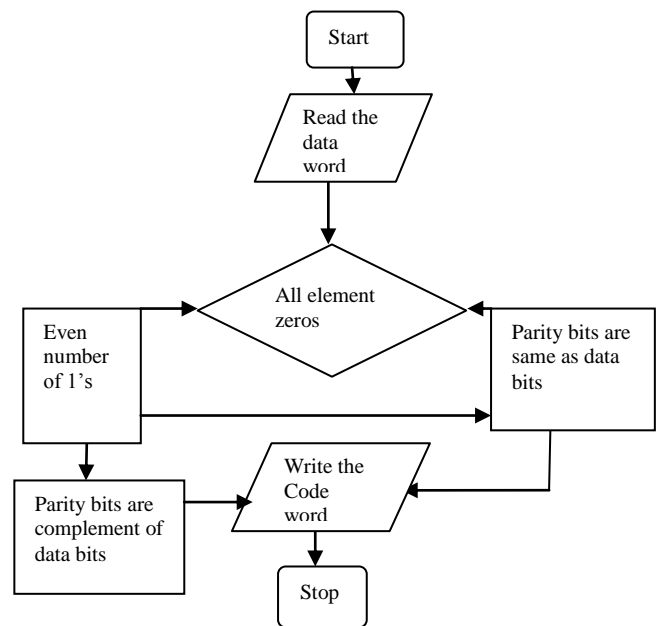 Start
Read the
data
word
All element
zeros
Even
number
of 1's
Parity bits are
same as data
bits
Write the
Code
word
Parity bits are
complement of
data bits
Stop